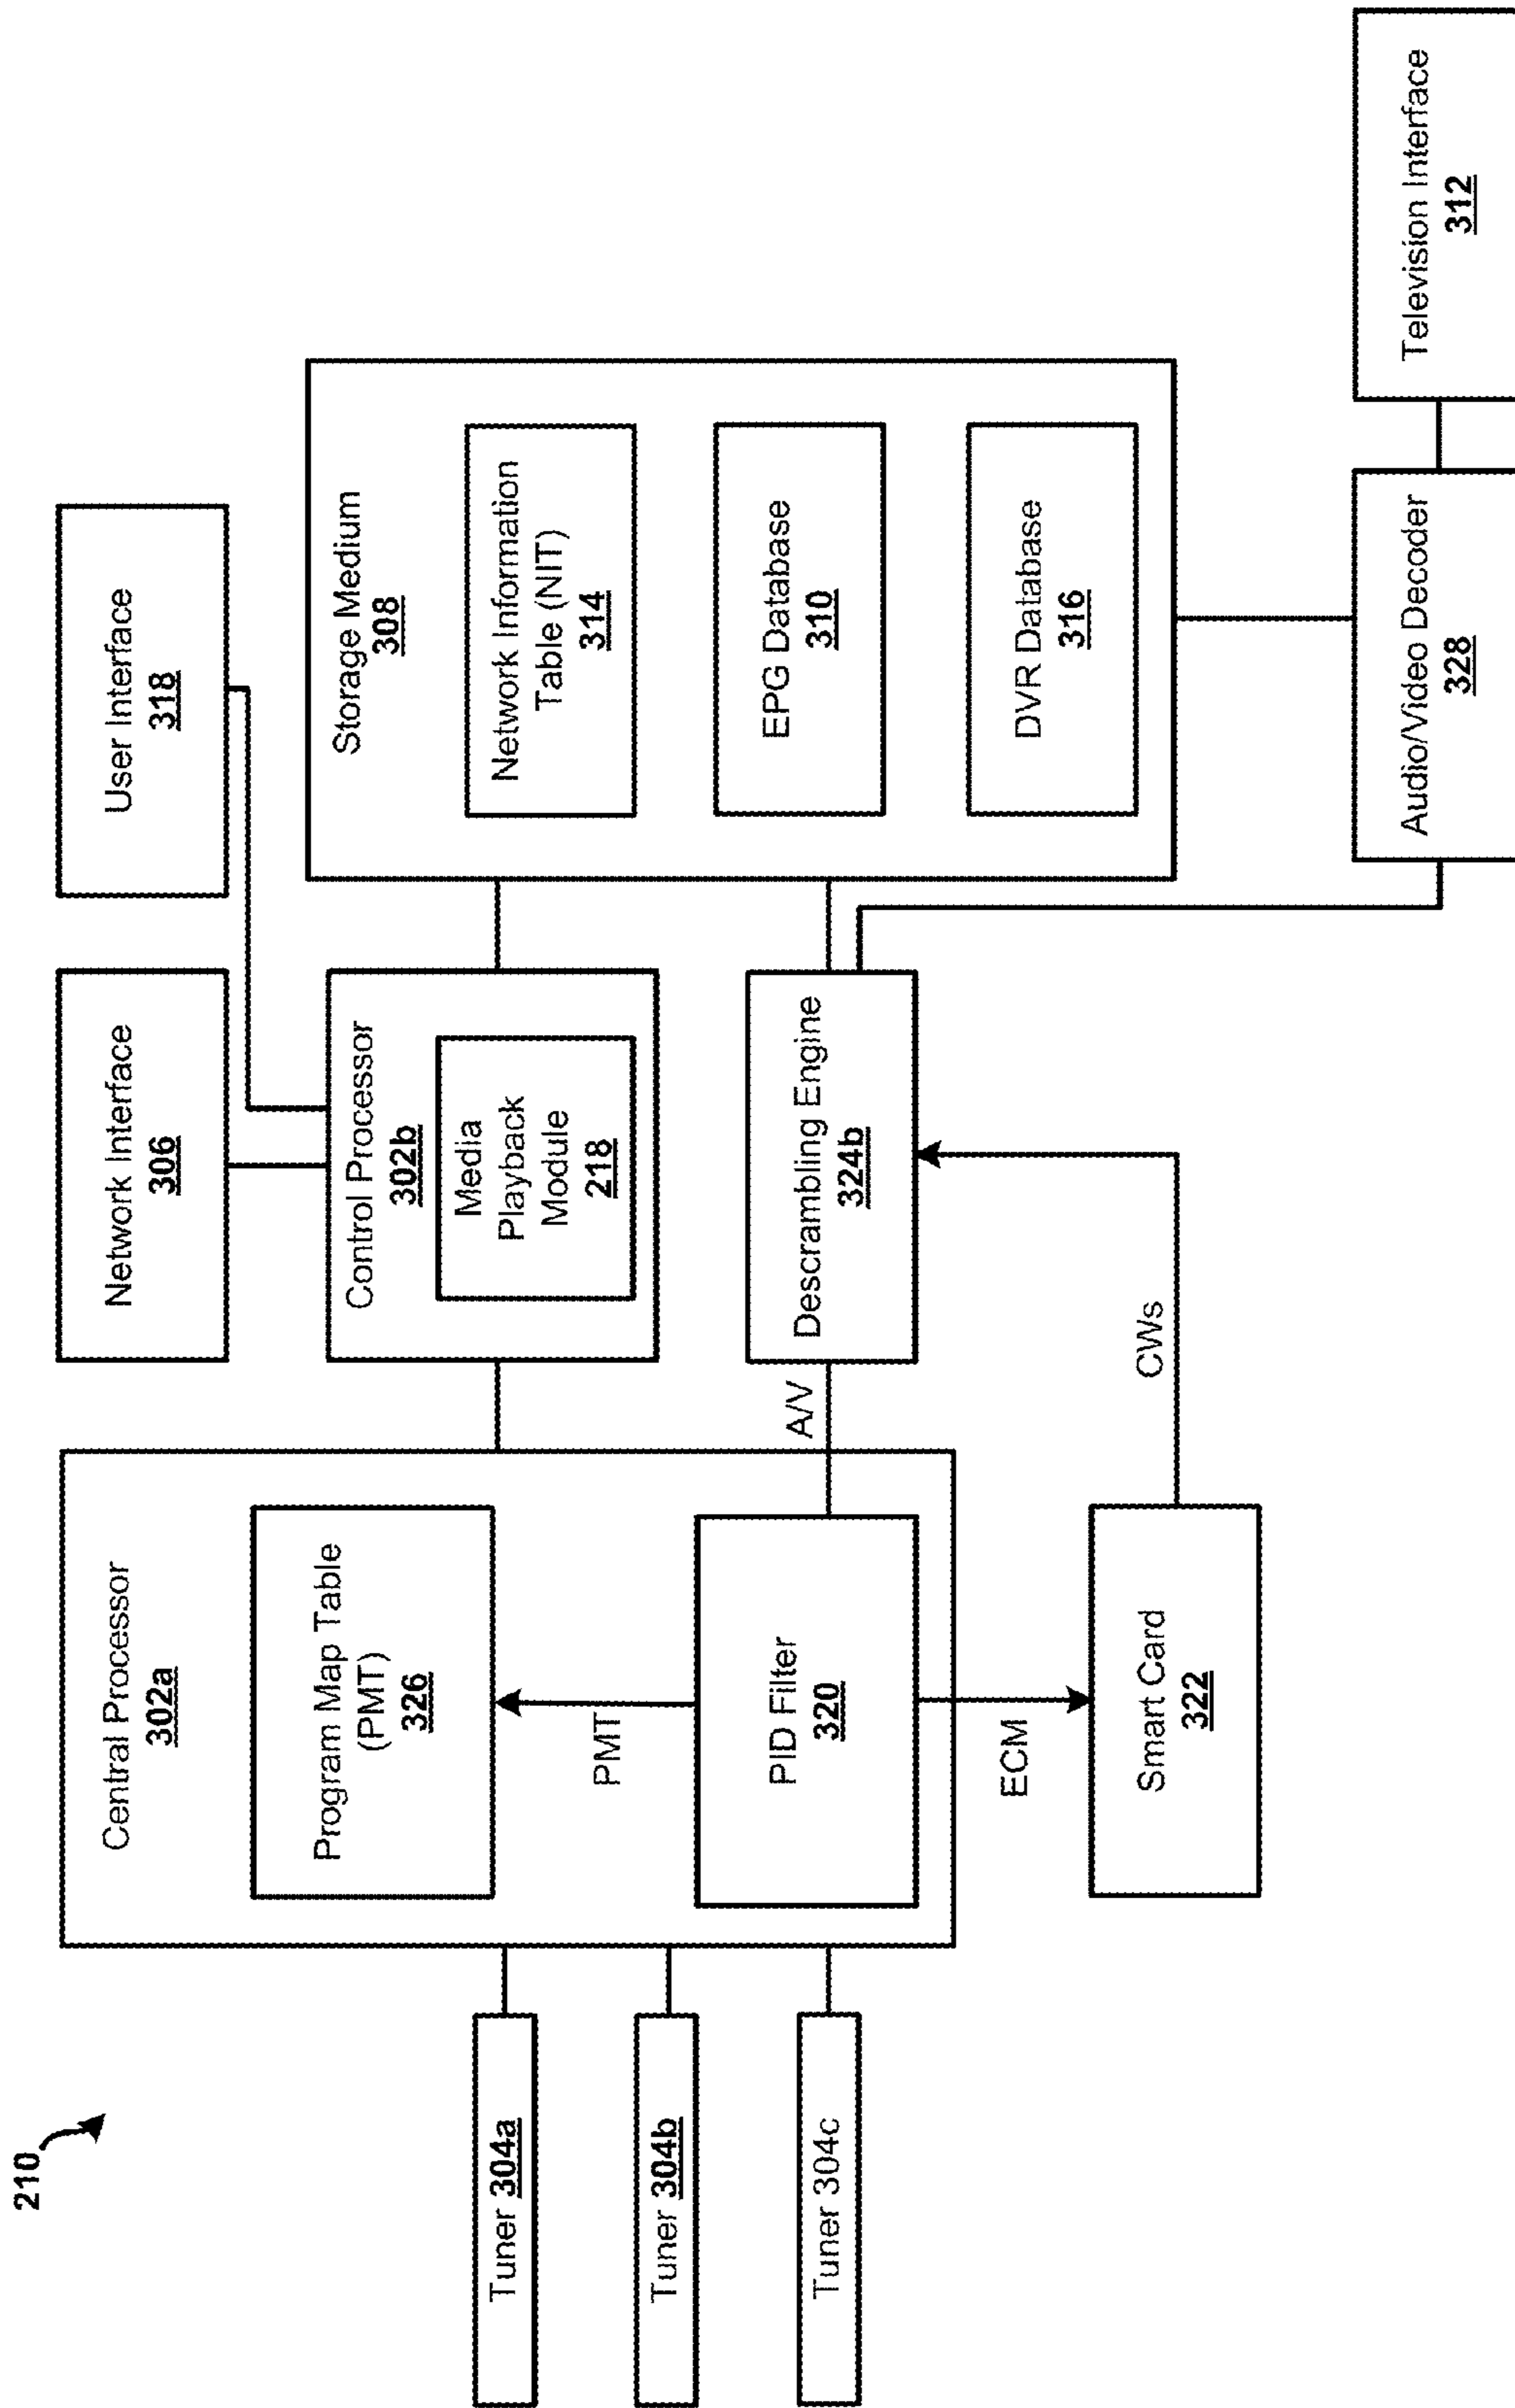 210
Tuner 304a
Tuner 304b
Tuner 304c
Central Processor
302a
Program Map Table
(PMT)
326
PMT
PID Filter
320
ECM
Smart Card
322
A/V
CWs
Network Interface
306
Control Processor
302b
Media
Playback
Module
218
Descrambling Engine
324b
User Interface
318
Storage Medium
308
Network Information
Table (NIT)
314
EPG Database
310
DVR Database
316
Audio/Video Decoder
328
Television Interface
312